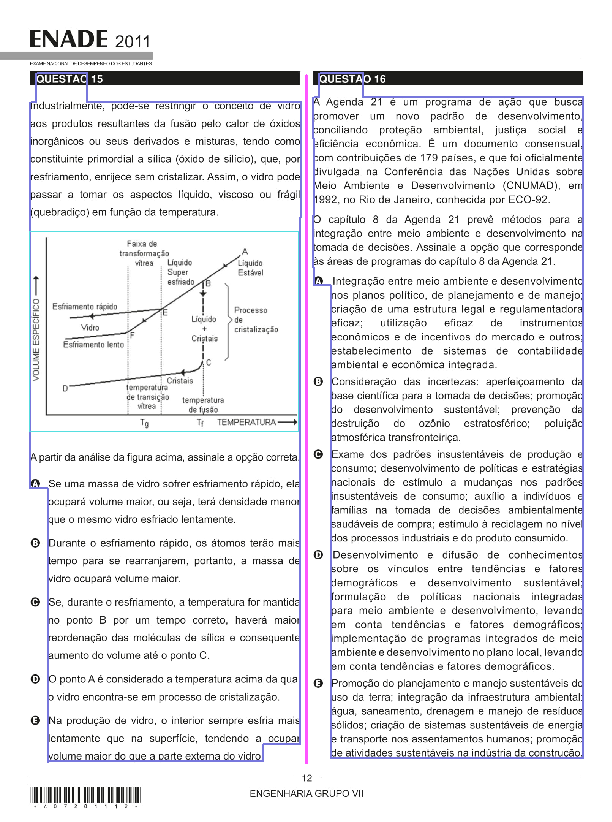 ENADE 2011
EXAME NACIONAL DE DESEMPENHO DOS ESTUDANTES
QUESTÃO 15
Industrialmente, pode-se restringir o conceito de vidro
aos produtos resultantes da fusão pelo calor de óxidos
inorgânicos ou seus derivados e misturas, tendo como
constituinte primordial a sílica (óxido de silício), que, por
resfriamento, enrijece sem cristalizar. Assim, o vidro pode
passar a tomar os aspectos líquido, viscoso ou frágil
(quebradiço) em função da temperatura.
Faixa de
transformação
vítrea
Líquido
Super
esfriado
A
Líquido
Estável
B
Esfriamento rápido
E
Vidro
F
Esfriamento lento
Líquido
+
Cristais
Processo
de
cristalização
C
Cristais
D
temperatura
de transição
vítrea
temperatura
de fusão
Tg
Tf
TEMPERATURA
VOLUME ESPECÍFICO
A partir da análise da figura acima, assinale a opção correta.
A Se uma massa de vidro sofrer esfriamento rápido, ela
ocupará volume maior, ou seja, terá densidade menor
que o mesmo vidro esfriado lentamente.
B Durante o esfriamento rápido, os átomos terão mais
tempo para se rearranjarem, portanto, a massa de
vidro ocupará volume maior.
C Se, durante o resfriamento, a temperatura for mantida
no ponto B por um tempo correto, haverá maior
reordenação das moléculas de sílica e consequente
aumento do volume até o ponto C.
D O ponto A é considerado a temperatura acima da qual
o vidro encontra-se em processo de cristalização.
E Na produção de vidro, o interior sempre esfria mais
lentamente que na superfície, tendendo a ocupar
volume maior do que a parte externa do vidro.
QUESTÃO 16
A Agenda 21 é um programa de ação que busca
promover um novo padrão de desenvolvimento,
conciliando proteção ambiental, justiça social e
eficiência econômica. É um documento consensual,
com contribuições de 179 países, e que foi oficialmente
divulgada na Conferência das Nações Unidas sobre
Meio Ambiente e Desenvolvimento (CNUMAD), em
1992, no Rio de Janeiro, conhecida por ECO-92.
O capítulo 8 da Agenda 21 prevê métodos para a
integração entre meio ambiente e desenvolvimento na
tomada de decisões. Assinale a opção que corresponde
às áreas de programas do capítulo 8 da Agenda 21.
A Integração entre meio ambiente e desenvolvimento
nos planos político, de planejamento e de manejo;
criação de uma estrutura legal e regulamentadora
eficaz; utilização eficaz de instrumentos
econômicos e de incentivos do mercado e outros;
estabelecimento de sistemas de contabilidade
ambiental e econômica integrada.
B Consideração das incertezas: aperfeiçoamento da
base científica para a tomada de decisões; promoção
do desenvolvimento sustentável; prevenção da
destruição do ozônio estratosférico; poluição
atmosférica transfronteiriça.
C Exame dos padrões insustentáveis de produção e
consumo; desenvolvimento de políticas e estratégias
nacionais de estímulo a mudanças nos padrões
insustentáveis de consumo; auxílio a indivíduos e
famílias na tomada de decisões ambientalmente
saudáveis de compra; estímulo à reciclagem no nível
dos processos industriais e do produto consumido.
D Desenvolvimento e difusão de conhecimentos
sobre os vínculos entre tendências e fatores
demográficos e desenvolvimento sustentável;
formulação de políticas nacionais integradas
para meio ambiente e desenvolvimento, levando
em conta tendências e fatores demográficos;
implementação de programas integrados de meio
ambiente e desenvolvimento no plano local, levando
em conta tendências e fatores demográficos.
E Promoção do planejamento e manejo sustentáveis do
uso da terra; integração da infraestrutura ambiental:
água, saneamento, drenagem e manejo de resíduos
sólidos; criação de sistemas sustentáveis de energia
e transporte nos assentamentos humanos; promoção
de atividades sustentáveis na indústria da construção.
12
ENGENHARIA GRUPO VII